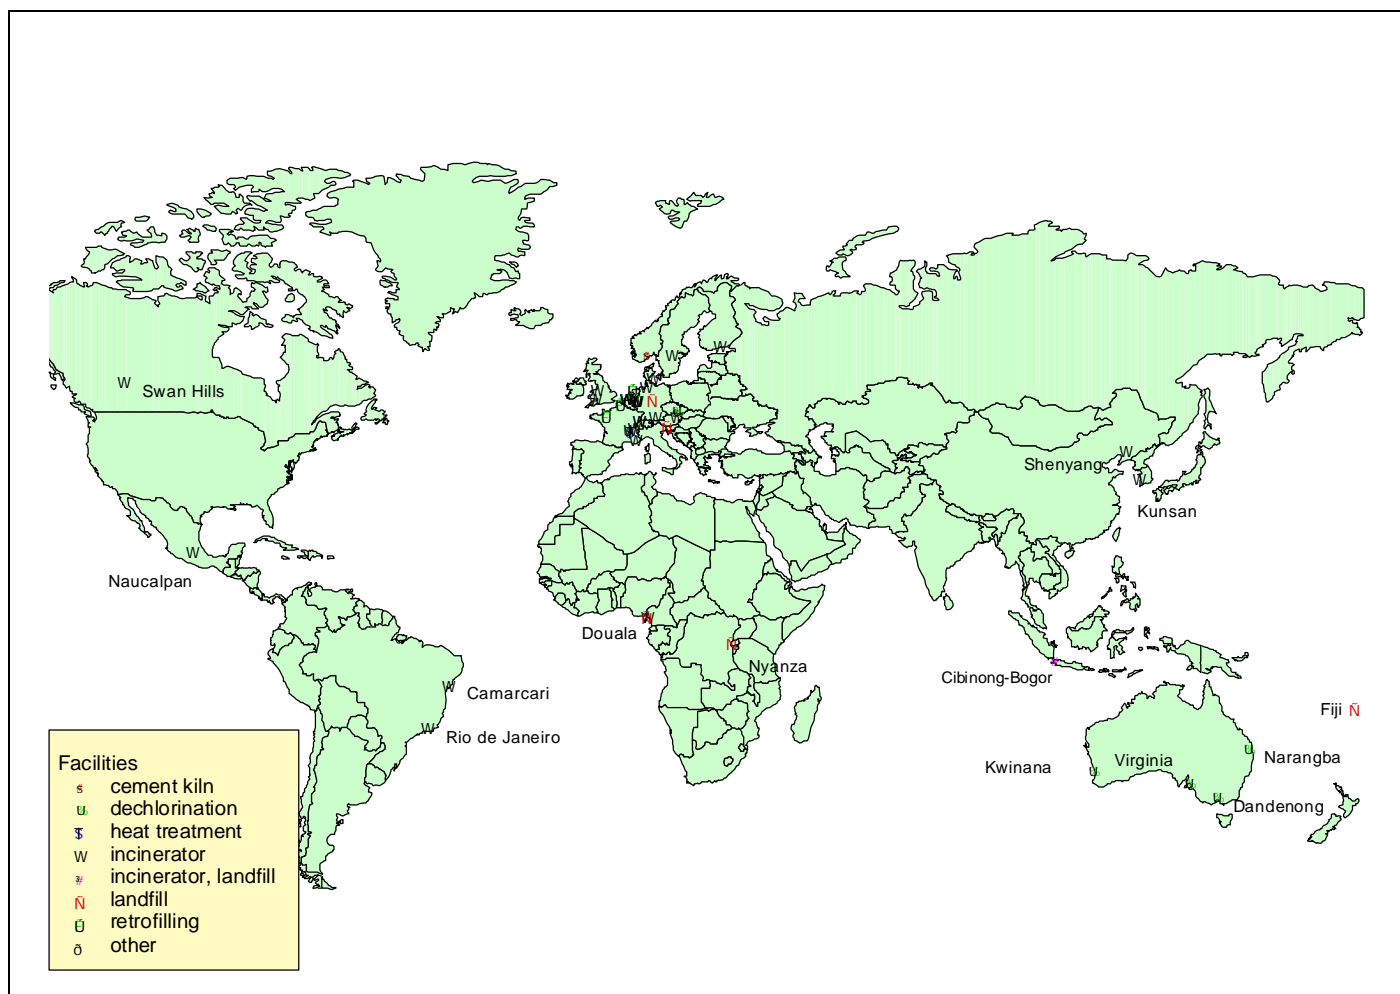 Swan Hills
Shenyang
Kunsan
Naucalpan
Douala
Nyanza
Cibinong-Bogor
Camarcari
Fiji Ñ
Rio de Janeiro
Kwinana
Virginia
Narangba
Dandenong
Facilities
cement kiln
dechlorination
heat treatment
W incinerator
# incinerator, landfill
Ñ landfill
retrofilling
ð other